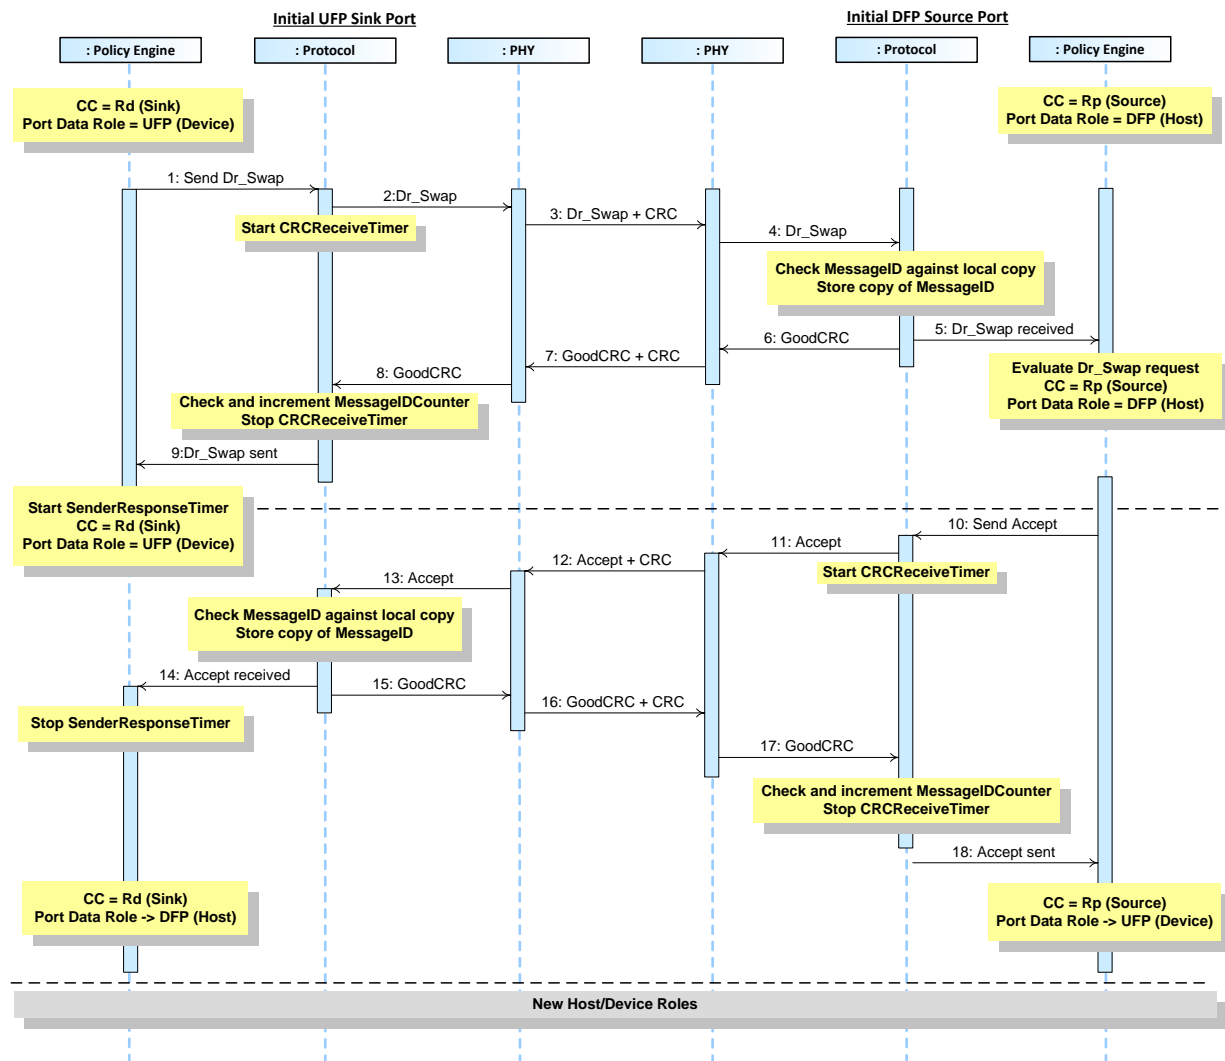 Initial UFP Sink Port
Initial DFP Source Port
: Policy Engine
: Protocol
: PHY
: PHY
: Protocol
: Policy Engine
CC = Rd (Sink)
Port Data Role = UFP (Device)
CC = Rp (Source)
Port Data Role = DFP (Host)
1: Send Dr_Swap
2:Dr_Swap
Start CRCReceiveTimer
3: Dr_Swap + CRC
4: Dr_Swap
Check MessageID against local copy
Store copy of MessageID
5: Dr_Swap received
6: GoodCRC
7: GoodCRC + CRC
8: GoodCRC
Evaluate Dr_Swap request
CC = Rp (Source)
Port Data Role = DFP (Host)
Check and increment MessageIDCounter
Stop CRCReceiveTimer
9:Dr_Swap sent
Start SenderResponseTimer
CC = Rd (Sink)
Port Data Role = UFP (Device)
10: Send Accept
11: Accept
Start CRCReceiveTimer
12: Accept + CRC
13: Accept
Check MessageID against local copy
Store copy of MessageID
14: Accept received
15: GoodCRC
16: GoodCRC + CRC
Stop SenderResponseTimer
17: GoodCRC
Check and increment MessageIDCounter
Stop CRCReceiveTimer
18: Accept sent
CC = Rd (Sink)
Port Data Role -> DFP (Host)
CC = Rp (Source)
Port Data Role -> UFP (Device)
New Host/Device Roles